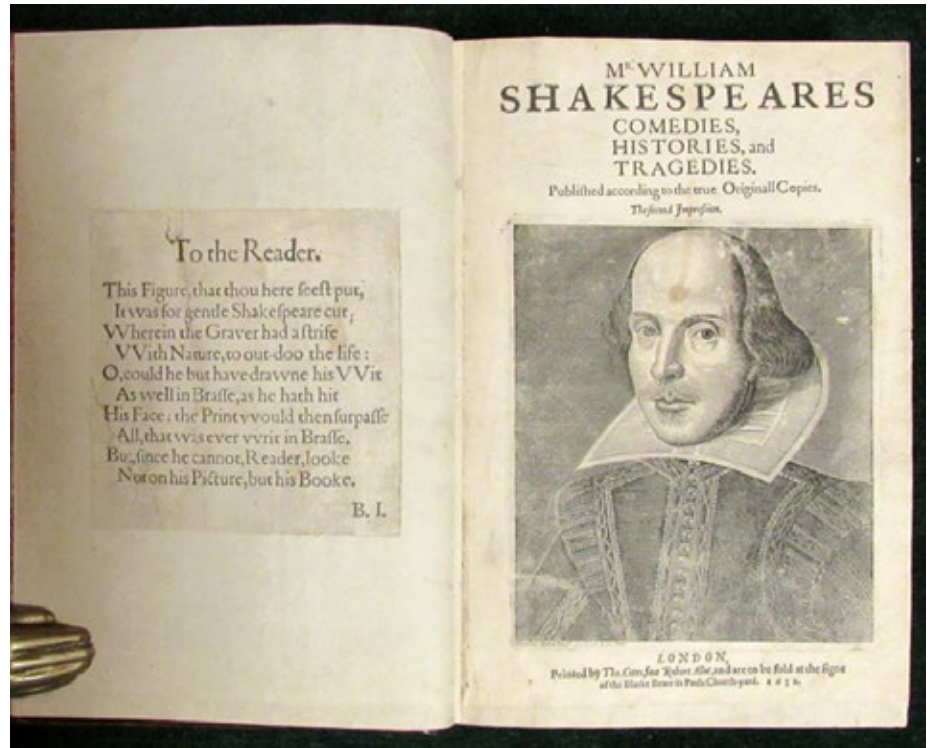 To the Reader.
This Figure, that thou here ſeeſt put,
It was for gentle Shakeſpeare cut;
VVherein the Graver had a ſtrife
VVith Nature, to out-doo the life:
O, could he but have dravvne his VVit
As well in Braſſe, as he hath hit
His Face; the Print vvould then ſurpaſſe
All, that vvas ever vvrit in Braſſe.
But, ſince he cannot, Reader, looke
Not on his Picture, but his Booke.
B. I.
Mr. VVILLIAM
SHAKESPEARES
COMEDIES,
HISTORIES, and
TRAGEDIES.
Publiſhed according to the true Originall Copies.
The ſecond Impreſſion.
LONDON,
Printed by Tho. Cotes, for Robert Allot, and are to be ſold at the ſigne
of the Blacke Beare in Pauls Church-yard. 1632.